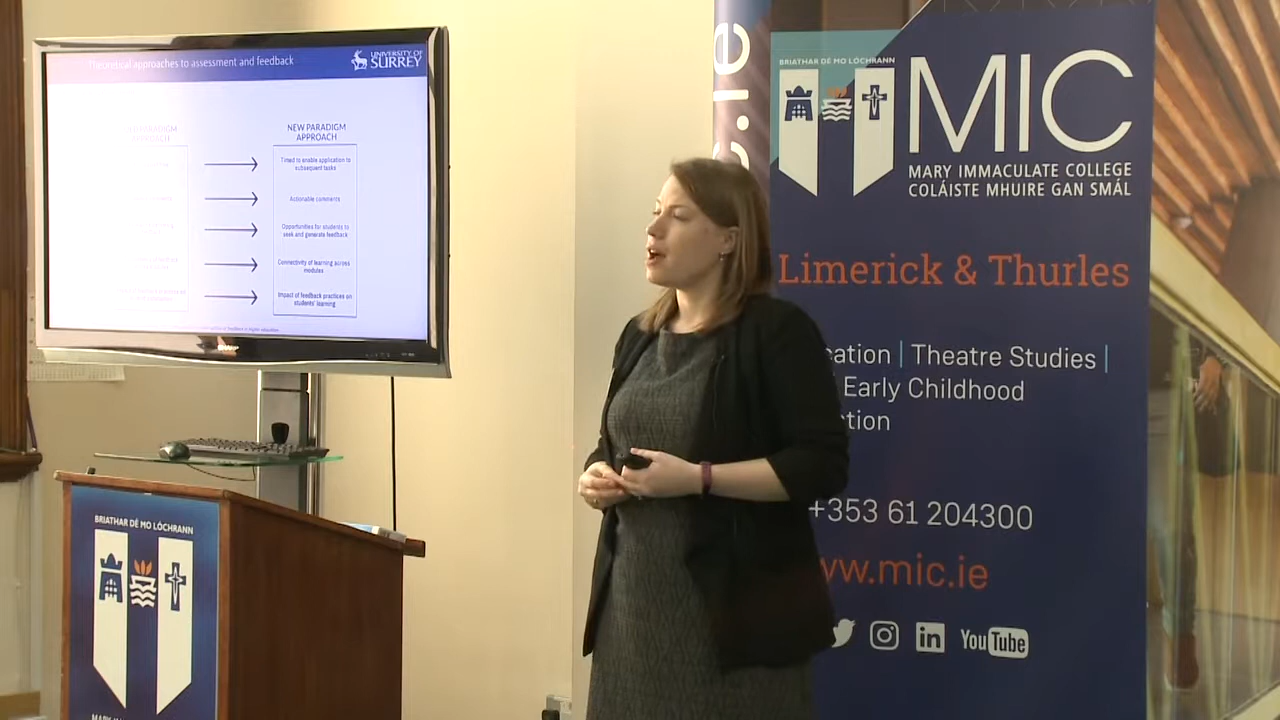 Theoretical approaches to assessment and feedback
UNIVERSITY OF
SURREY
NEW PARADIGM
APPROACH
Timed to enable application to
subsequent tasks
Actionable comments
Opportunities for students to
seek and generate feedback
Connectivity of learning across
modules
Impact of feedback practices on
students' learning
BRIATHAR DÉ MO LÓCHRANN
c.ie
BRIATHAR DÉ MO LÓCHRANN
MIC
MARY IMMACULATE COLLEGE
COLÁISTE MHUIRE GAN SMÁL
Limerick & Thurles
cation | Theatre Studies |
Early Childhood
ction
+353 61 204300
ww.mic.ie
in
YouTube